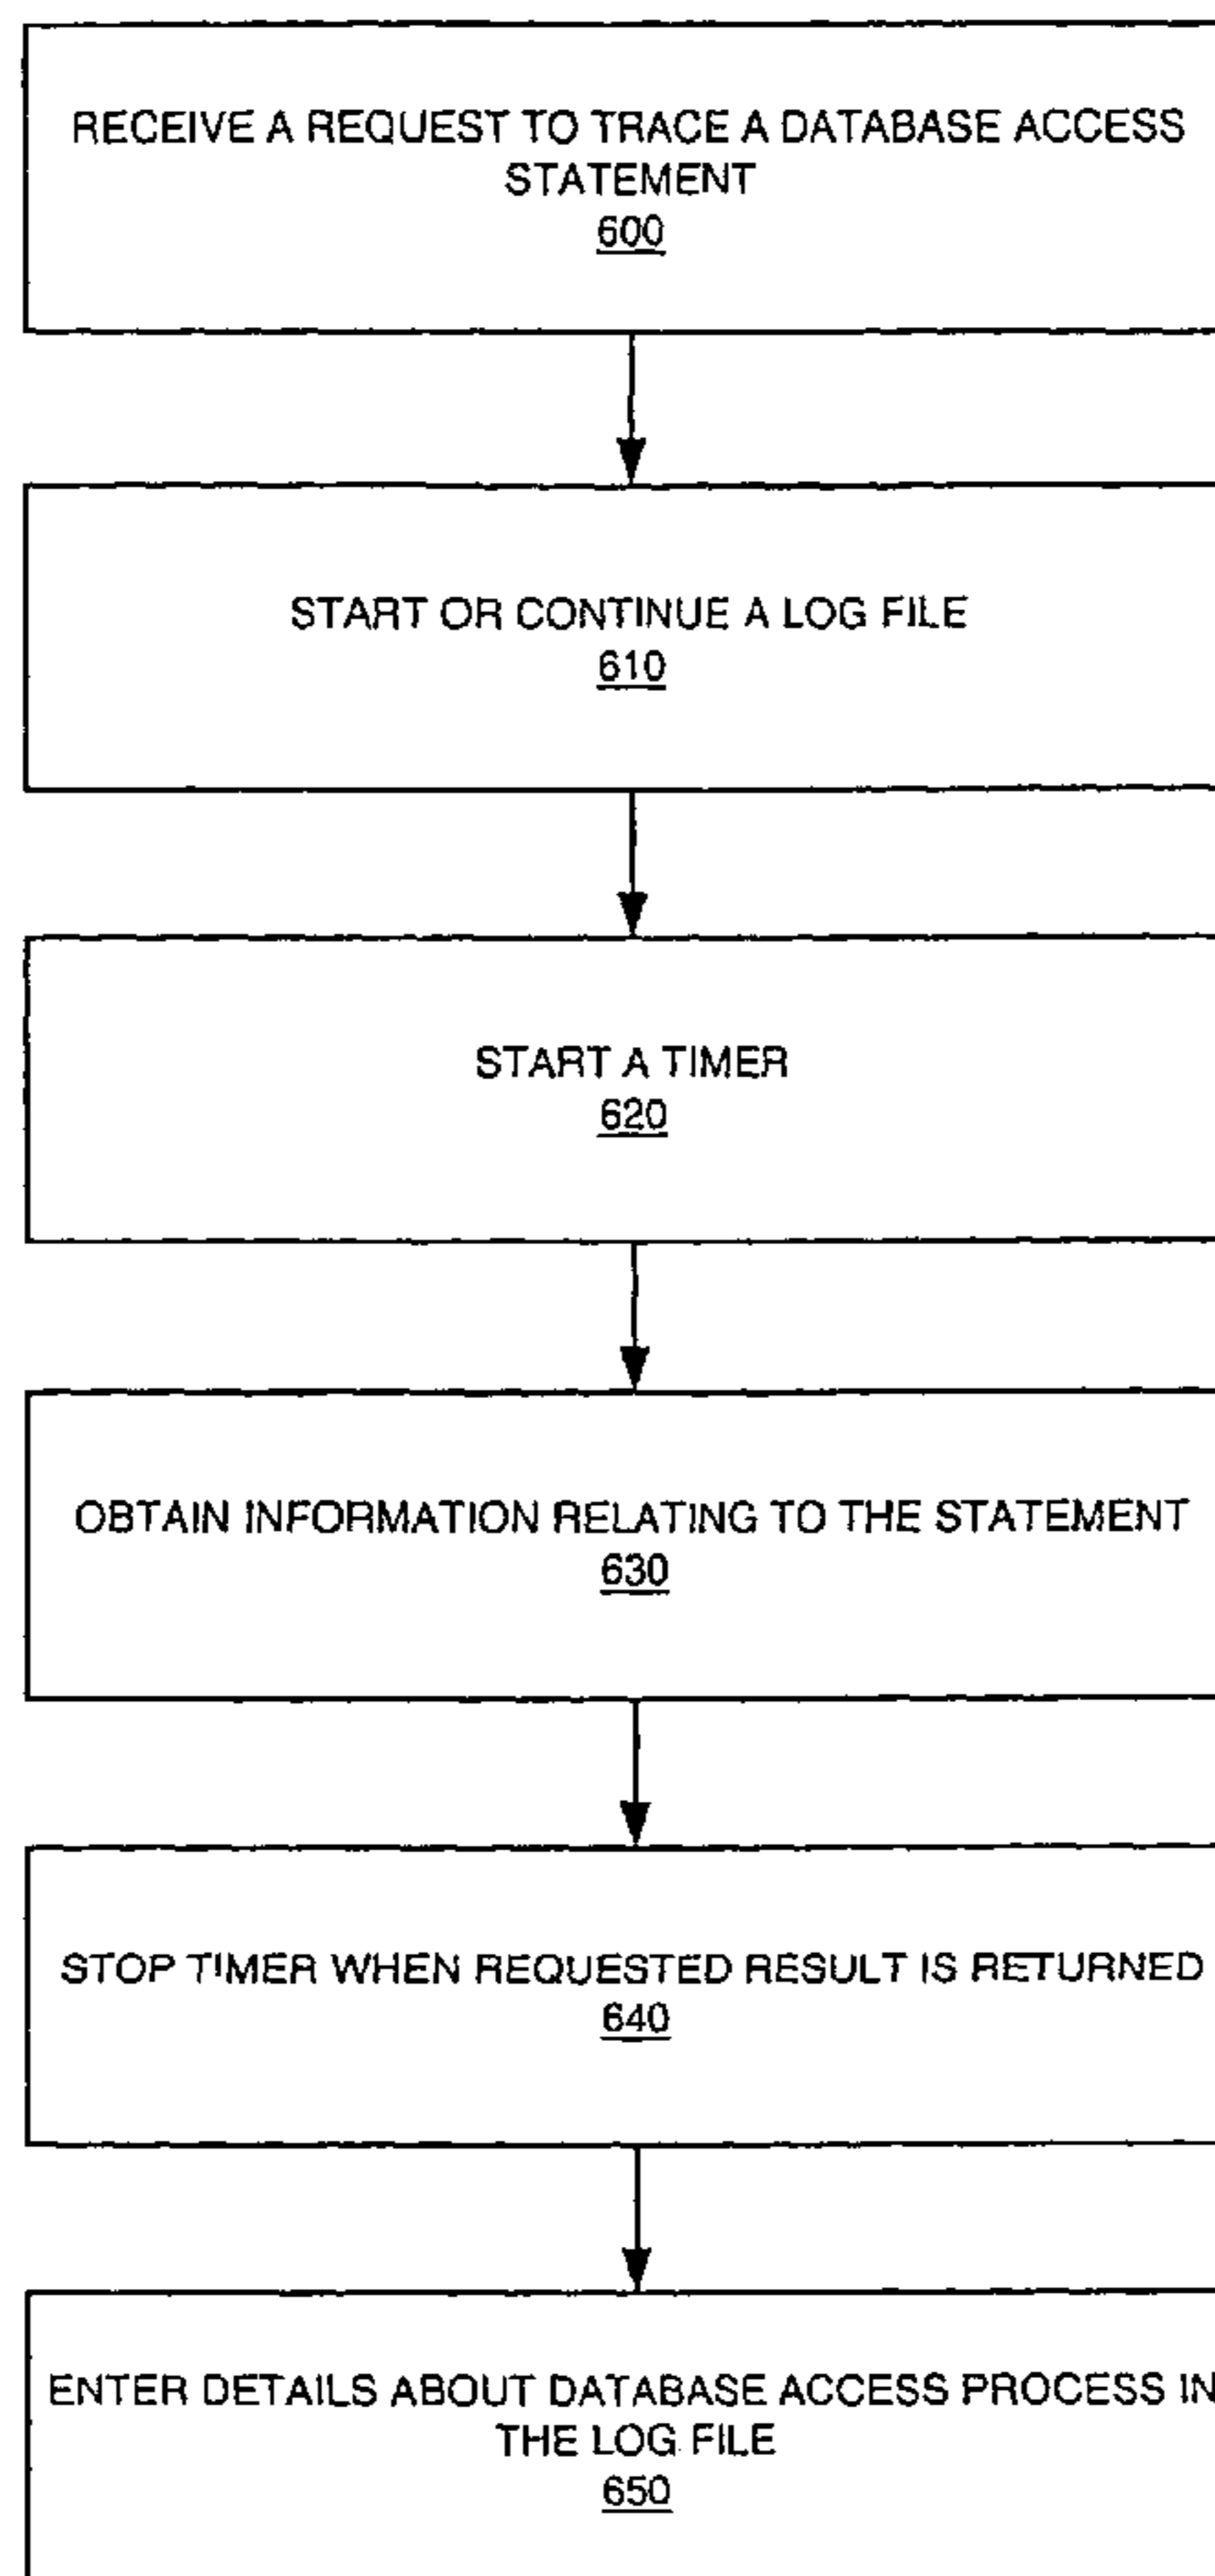 RECEIVE A REQUEST TO TRACE A DATABASE ACCESS
STATEMENT
600
START OR CONTINUE A LOG FILE
610
START A TIMER
620
OBTAIN INFORMATION RELATING TO THE STATEMENT
630
STOP TIMER WHEN REQUESTED RESULT IS RETURNED
640
ENTER DETAILS ABOUT DATABASE ACCESS PROCESS IN
THE LOG FILE
650